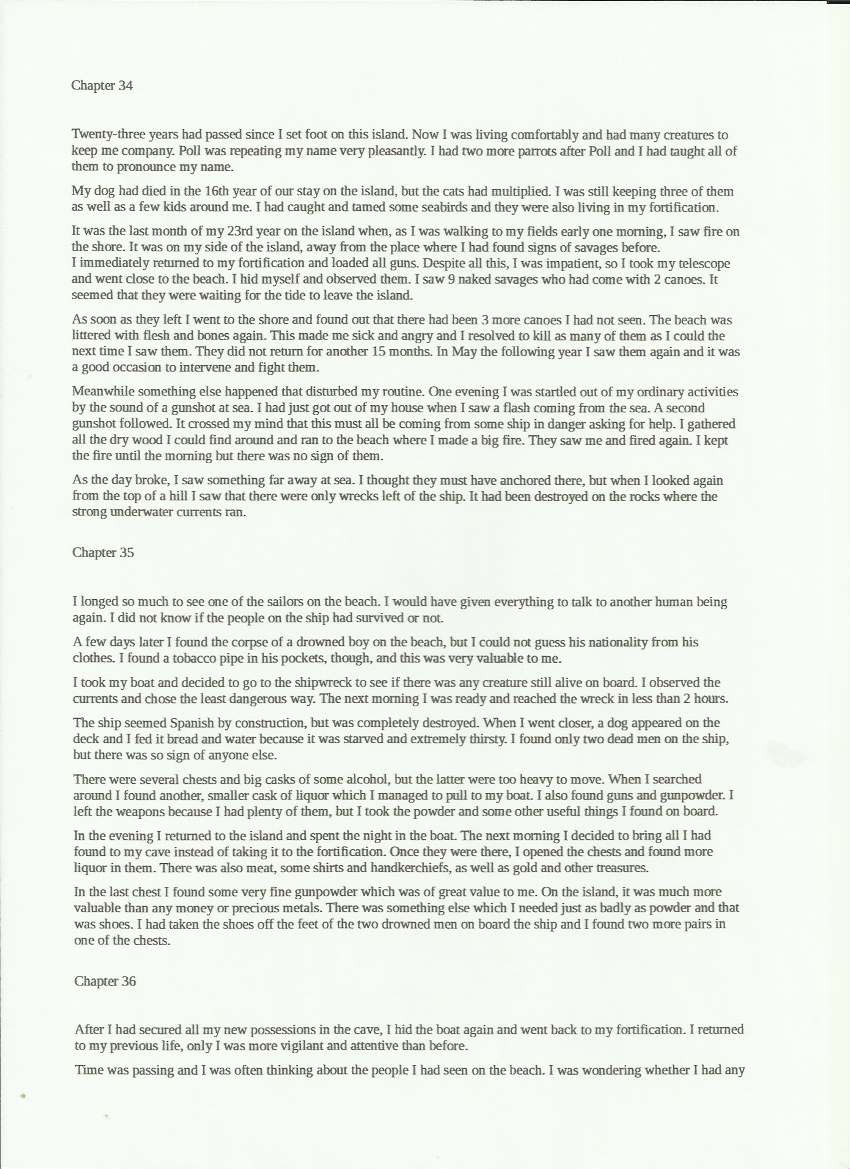 Chapter 34
Twenty-three years had passed since I set foot on this island. Now I was living comfortably and had many creatures to
keep me company. Poll was repeating my name very pleasantly. I had two more parrots after Poll and I had taught all of
them to pronounce my name.
My dog had died in the 16th year of our stay on the island, but the cats had multiplied. I was still keeping three of them
as well as a few kids around me. I had caught and tamed some seabirds and they were also living in my fortification.
It was the last month of my 23rd year on the island when, as I was walking to my fields early one morning, I saw fire on
the shore. It was on my side of the island, away from the place where I had found signs of savages before.
I immediately returned to my fortification and loaded all guns. Despite all this, I was impatient, so I took my telescope
and went close to the beach. I hid myself and observed them. I saw 9 naked savages who had come with 2 canoes. It
seemed that they were waiting for the tide to leave the island.
As soon as they left I went to the shore and found out that there had been 3 more canoes I had not seen. The beach was
littered with flesh and bones again. This made me sick and angry and I resolved to kill as many of them as I could the
next time I saw them. They did not return for another 15 months. In May the following year I saw them again and it was
a good occasion to intervene and fight them.
Meanwhile something else happened that disturbed my routine. One evening I was startled out of my ordinary activities
by the sound of a gunshot at sea. I had just got out of my house when I saw a flash coming from the sea. A second
gunshot followed. It crossed my mind that this must all be coming from some ship in danger asking for help. I gathered
all the dry wood I could find around and ran to the beach where I made a big fire. They saw me and fired again. I kept
the fire until the morning but there was no sign of them.
As the day broke, I saw something far away at sea. I thought they must have anchored there, but when I looked again
from the top of a hill I saw that there were only wrecks left of the ship. It had been destroyed on the rocks where the
strong underwater currents ran.
Chapter 35
I longed so much to see one of the sailors on the beach. I would have given everything to talk to another human being
again. I did not know if the people on the ship had survived or not.
A few days later I found the corpse of a drowned boy on the beach, but I could not guess his nationality from his
clothes. I found a tobacco pipe in his pockets, though, and this was very valuable to me.
I took my boat and decided to go to the shipwreck to see if there was any creature still alive on board. I observed the
currents and chose the least dangerous way. The next morning I was ready and reached the wreck in less than 2 hours.
The ship seemed Spanish by construction, but was completely destroyed. When I went closer, a dog appeared on the
deck and I fed it bread and water because it was starved and extremely thirsty. I found only two dead men on the ship,
but there was so sign of anyone else.
There were several chests and big casks of some alcohol, but the latter were too heavy to move. When I searched
around I found another, smaller cask of liquor which I managed to pull to my boat. I also found guns and gunpowder. I
left the weapons because I had plenty of them, but I took the powder and some other useful things I found on board.
In the evening I returned to the island and spent the night in the boat. The next morning I decided to bring all I had
found to my cave instead of taking it to the fortification. Once they were there, I opened the chests and found more
liquor in them. There was also meat, some shirts and handkerchiefs, as well as gold and other treasures.
In the last chest I found some very fine gunpowder which was of great value to me. On the island, it was much more
valuable than any money or precious metals. There was something else which I needed just as badly as powder and that
was shoes. I had taken the shoes off the feet of the two drowned men on board the ship and I found two more pairs in
one of the chests.
Chapter 36
After I had secured all my new possessions in the cave, I hid the boat again and went back to my fortification. I returned
to my previous life, only I was more vigilant and attentive than before.
Time was passing and I was often thinking about the people I had seen on the beach. I was wondering whether I had any